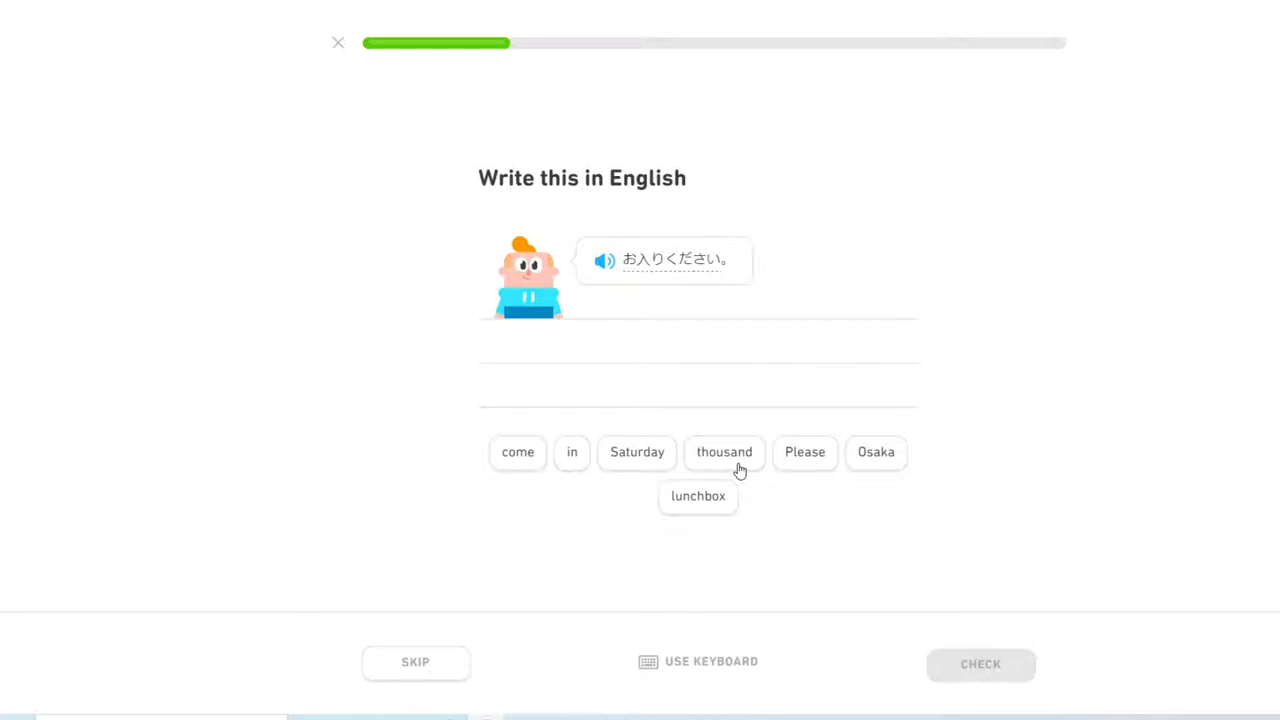 Write this in English
お入りください。
come in Saturday thousand Please Osaka
lunchbox
SKIP USE KEYBOARD CHECK